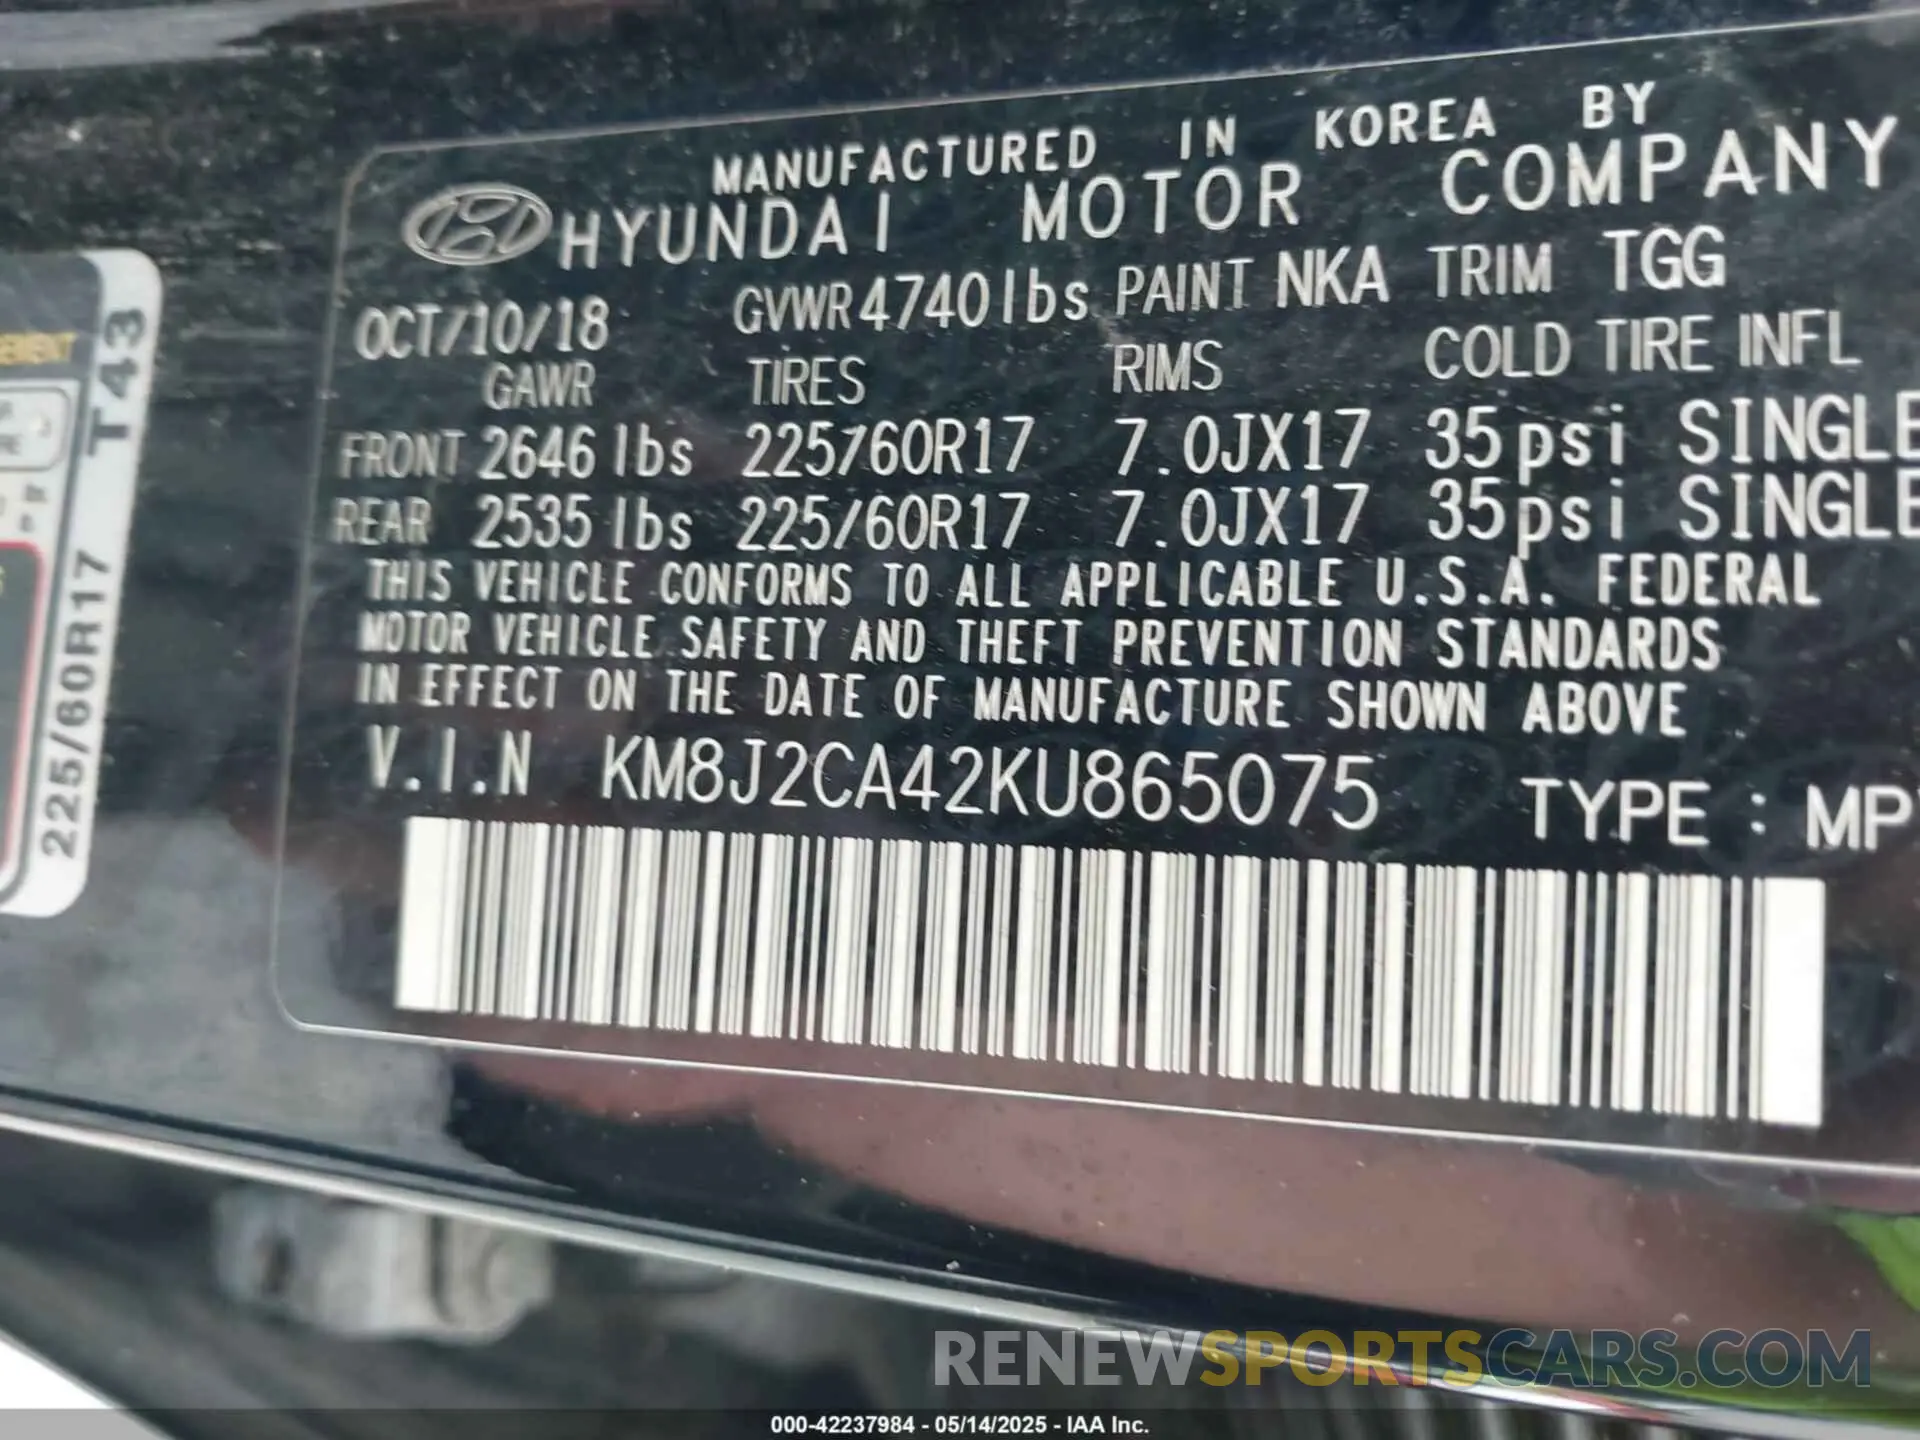 MANUFACTURED IN KOREA BY
HYUNDAI MOTOR COMPANY
OCT/10/18 GVWR 4740 lbs PAINT NKA TRIM TGG
GAWR TIRES RIMS COLD TIRE INFL
FRONT 2646 lbs 225/60R17 7.0JX17 35psi SINGLE
REAR 2535 lbs 225/60R17 7.0JX17 35psi SINGLE
THIS VEHICLE CONFORMS TO ALL APPLICABLE U.S.A. FEDERAL
MOTOR VEHICLE SAFETY AND THEFT PREVENTION STANDARDS
IN EFFECT ON THE DATE OF MANUFACTURE SHOWN ABOVE
V.I.N KM8J2CA42KU865075 TYPE : MP
225/60R17 T43
RENEWSPORTSCARS.COM
000-42237984 - 05/14/2025 - IAA Inc.